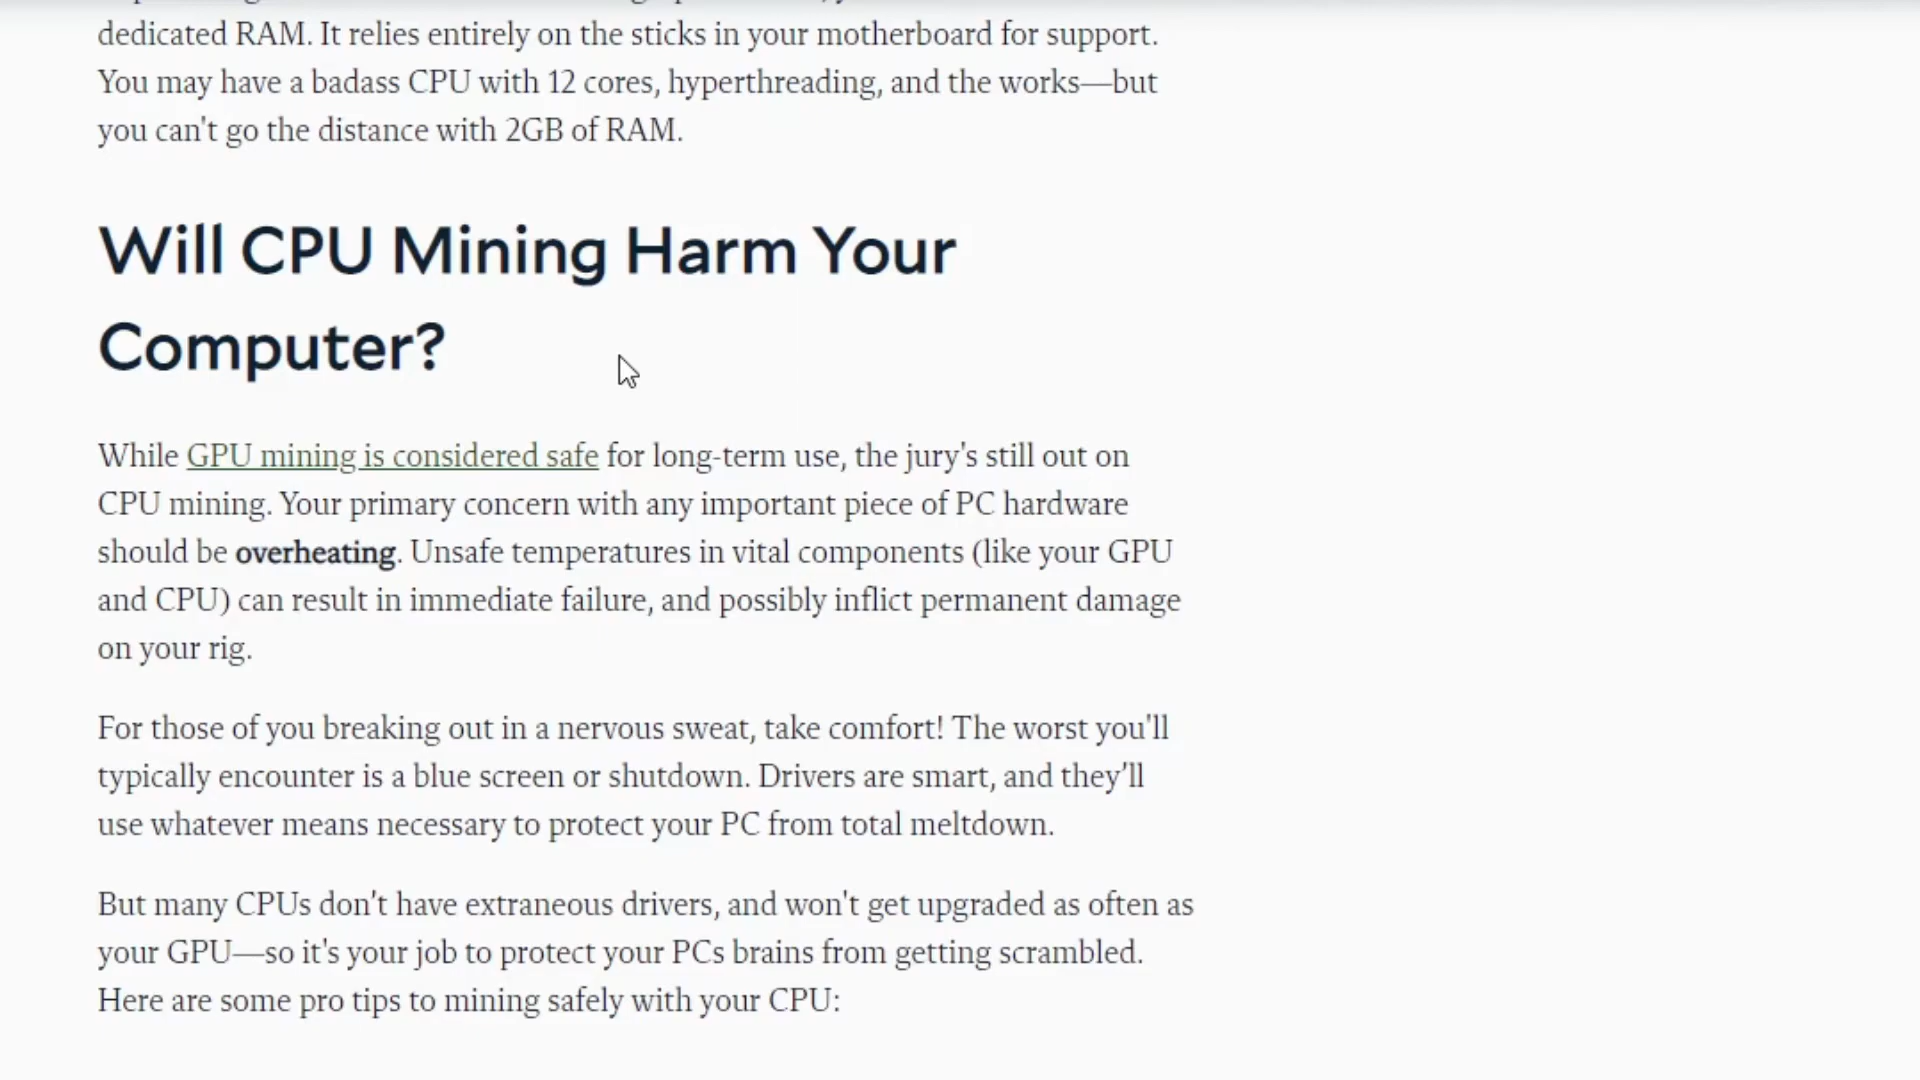 dedicated RAM. It relies entirely on the sticks in your motherboard for support.
You may have a badass CPU with 12 cores, hyperthreading, and the works—but
you can't go the distance with 2GB of RAM.
Will CPU Mining Harm Your
Computer?
While GPU mining is considered safe for long-term use, the jury's still out on
CPU mining. Your primary concern with any important piece of PC hardware
should be overheating. Unsafe temperatures in vital components (like your GPU
and CPU) can result in immediate failure, and possibly inflict permanent damage
on your rig.
For those of you breaking out in a nervous sweat, take comfort! The worst you'll
typically encounter is a blue screen or shutdown. Drivers are smart, and they’ll
use whatever means necessary to protect your PC from total meltdown.
But many CPUs don't have extraneous drivers, and won't get upgraded as often as
your GPU—so it's your job to protect your PCs brains from getting scrambled.
Here are some pro tips to mining safely with your CPU: